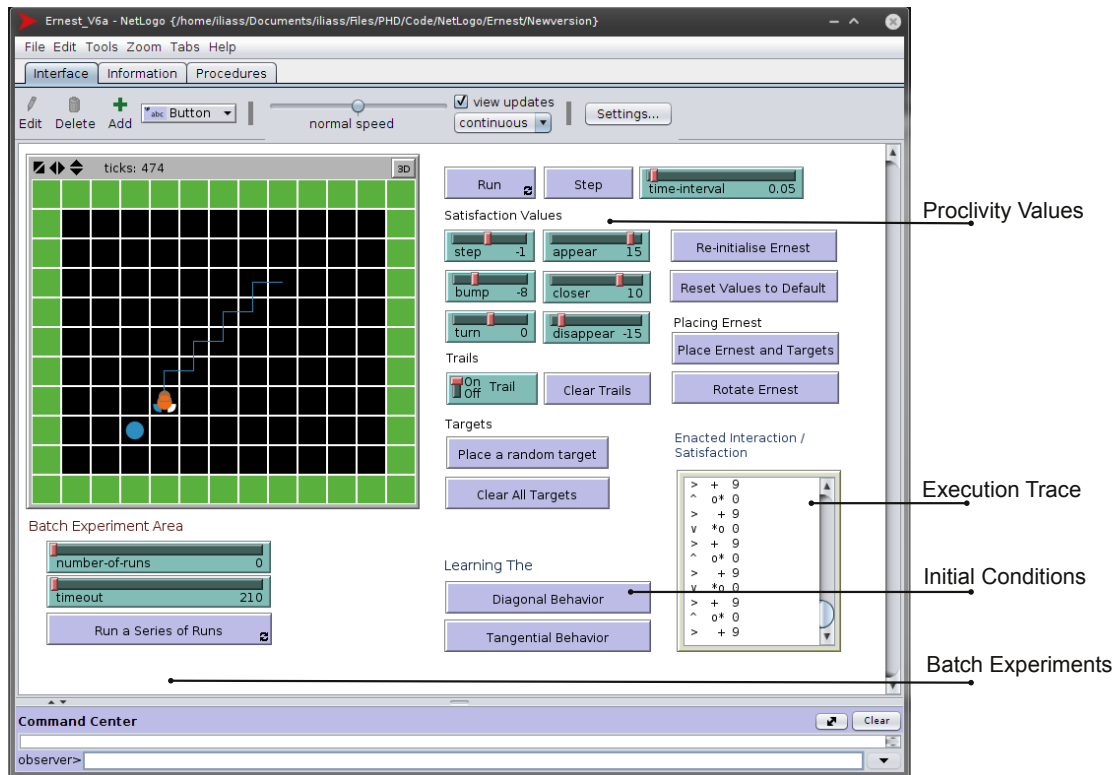 Ernest_V6a - NetLogo {/home/iliass/Documents/iliass/Files/PHD/Code/NetLogo/Ernest/Newversion}
File Edit Tools Zoom Tabs Help
Interface Information Procedures
Edit Delete Add abc Button normal speed view updates continuous Settings...
ticks: 474 3D
Run Step time-interval 0.05
Proclivity Values
Satisfaction Values
step -1 appear 15 Re-initialise Ernest
bump -8 closer 10 Reset Values to Default
turn 0 disappear -15
Placing Ernest
Place Ernest and Targets
Trails
On Off Trail Clear Trails Rotate Ernest
Targets
Place a random target
Clear All Targets
Enacted Interaction /
Satisfaction
> + 9
^ o* 0
> + 9
v *o 0
> + 9
^ o* 0
> + 9
v *o 0
> + 9
^ o* 0
> + 9
Execution Trace
Batch Experiment Area
number-of-runs 0
timeout 210
Run a Series of Runs
Learning The
Diagonal Behavior
Tangential Behavior
Initial Conditions
Batch Experiments
Command Center Clear
observer>